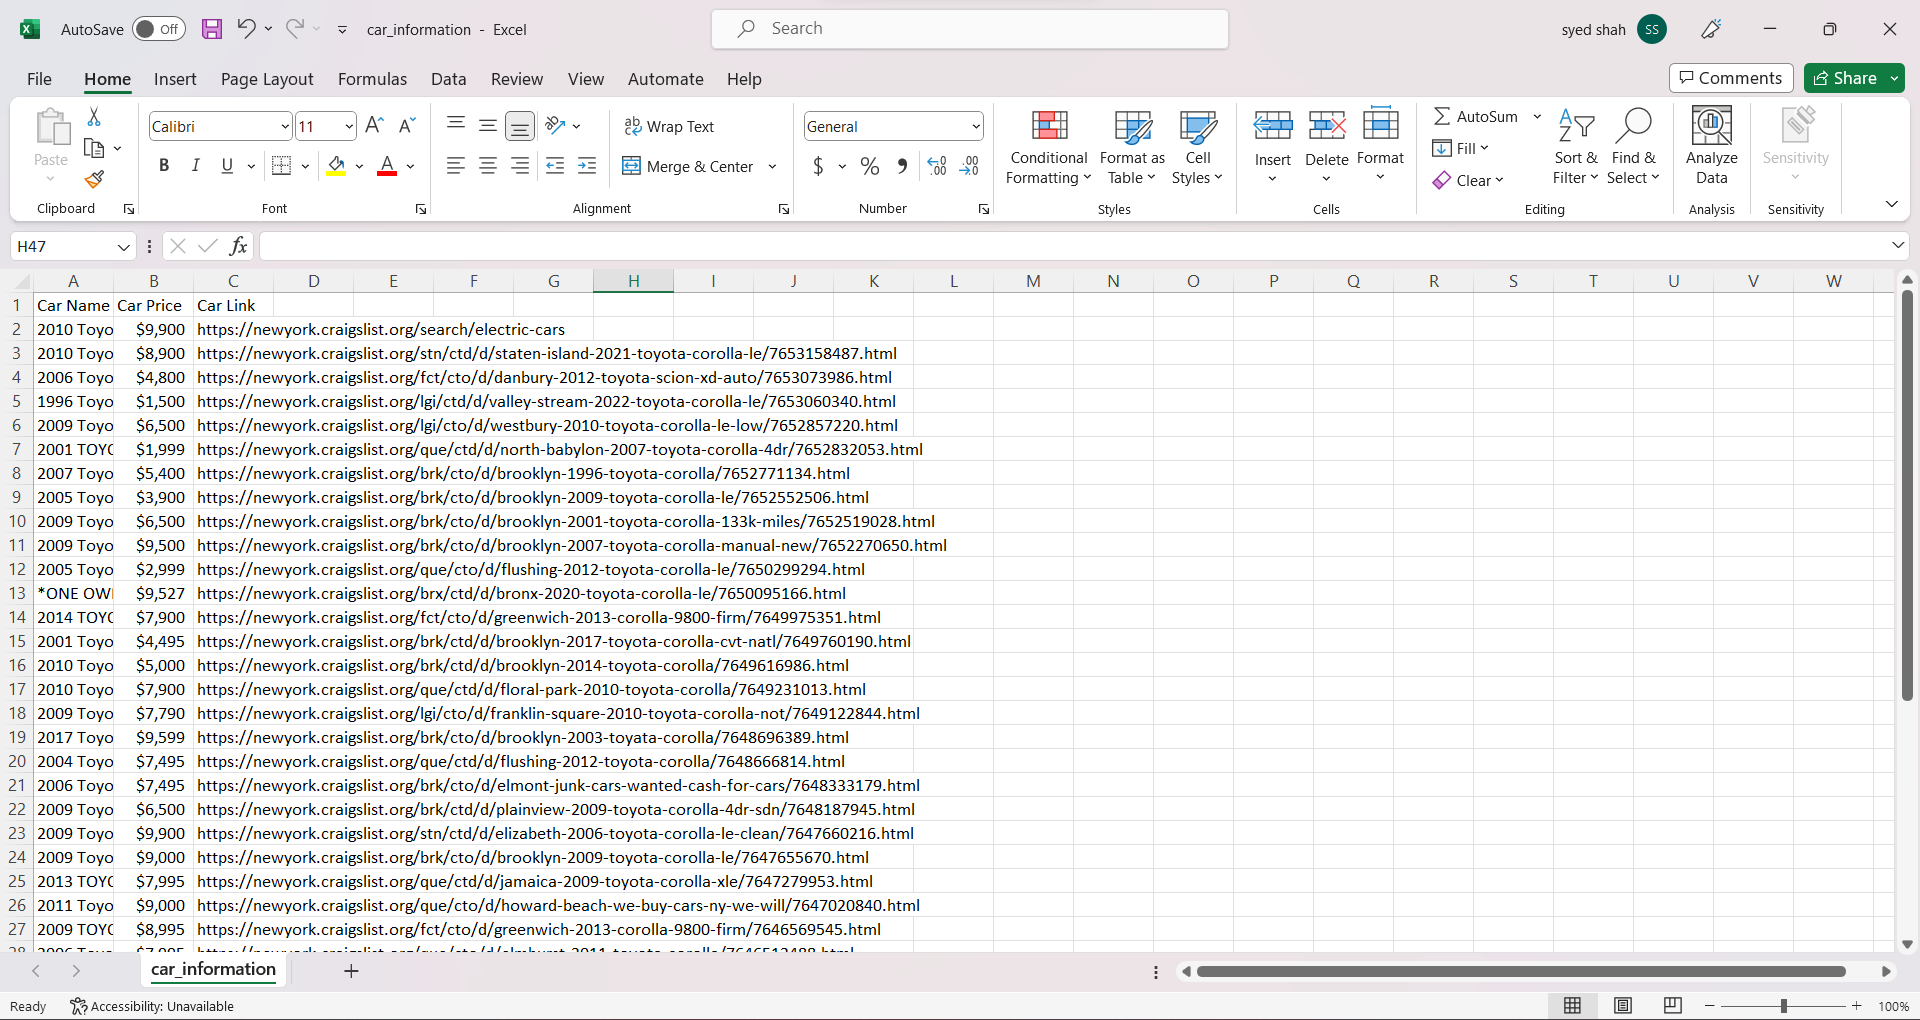 AutoSave Off car_information - Excel Search syed shah SS
File Home Insert Page Layout Formulas Data Review View Automate Help Comments Share
Paste
Clipboard
Calibri 11
B I U A
Font
Wrap Text
Merge & Center
Alignment
General
$ % ,
Number
Conditional Formatting
Format as Table
Cell Styles
Styles
Insert Delete Format
Cells
AutoSum
Fill
Clear
Sort & Filter
Find & Select
Editing
Analyze Data
Analysis
Sensitivity
Sensitivity
H47 fx
A B C D E F G H I J K L M N O P Q R S T U V W
1 Car Name Car Price Car Link
2 2010 Toyo $9,900 https://newyork.craigslist.org/search/electric-cars
3 2010 Toyo $8,900 https://newyork.craigslist.org/stn/ctd/d/staten-island-2021-toyota-corolla-le/7653158487.html
4 2006 Toyo $4,800 https://newyork.craigslist.org/fct/cto/d/danbury-2012-toyota-scion-xd-auto/7653073986.html
5 1996 Toyo $1,500 https://newyork.craigslist.org/lgi/ctd/d/valley-stream-2022-toyota-corolla-le/7653060340.html
6 2009 Toyo $6,500 https://newyork.craigslist.org/lgi/cto/d/westbury-2010-toyota-corolla-le-low/7652857220.html
7 2001 TOYO $1,999 https://newyork.craigslist.org/que/ctd/d/north-babylon-2007-toyota-corolla-4dr/7652832053.html
8 2007 Toyo $5,400 https://newyork.craigslist.org/brk/cto/d/brooklyn-1996-toyota-corolla/7652771134.html
9 2005 Toyo $3,900 https://newyork.craigslist.org/brk/cto/d/brooklyn-2009-toyota-corolla-le/7652552506.html
10 2009 Toyo $6,500 https://newyork.craigslist.org/brk/cto/d/brooklyn-2001-toyota-corolla-133k-miles/7652519028.html
11 2009 Toyo $9,500 https://newyork.craigslist.org/brk/cto/d/brooklyn-2007-toyota-corolla-manual-new/7652270650.html
12 2005 Toyo $2,999 https://newyork.craigslist.org/que/cto/d/flushing-2012-toyota-corolla-le/7650299294.html
13 *ONE OW $9,527 https://newyork.craigslist.org/brx/ctd/d/bronx-2020-toyota-corolla-le/7650095166.html
14 2014 TOYO $7,900 https://newyork.craigslist.org/fct/cto/d/greenwich-2013-corolla-9800-firm/7649975351.html
15 2001 Toyo $4,495 https://newyork.craigslist.org/brk/ctd/d/brooklyn-2017-toyota-corolla-cvt-natl/7649760190.html
16 2010 Toyo $5,000 https://newyork.craigslist.org/brk/ctd/d/brooklyn-2014-toyota-corolla/7649616986.html
17 2010 Toyo $7,900 https://newyork.craigslist.org/que/ctd/d/floral-park-2010-toyota-corolla/7649231013.html
18 2009 Toyo $7,790 https://newyork.craigslist.org/lgi/cto/d/franklin-square-2010-toyota-corolla-not/7649122844.html
19 2017 Toyo $9,599 https://newyork.craigslist.org/brk/cto/d/brooklyn-2003-toyata-corolla/7648696389.html
20 2004 Toyo $7,495 https://newyork.craigslist.org/que/ctd/d/flushing-2012-toyota-corolla/7648666814.html
21 2006 Toyo $7,495 https://newyork.craigslist.org/brk/cto/d/elmont-junk-cars-wanted-cash-for-cars/7648333179.html
22 2009 Toyo $6,500 https://newyork.craigslist.org/brk/ctd/d/plainview-2009-toyota-corolla-4dr-sdn/7648187945.html
23 2009 Toyo $9,900 https://newyork.craigslist.org/stn/ctd/d/elizabeth-2006-toyota-corolla-le-clean/7647660216.html
24 2009 Toyo $9,000 https://newyork.craigslist.org/brk/cto/d/brooklyn-2009-toyota-corolla-le/7647655670.html
25 2013 TOYO $7,995 https://newyork.craigslist.org/que/ctd/d/jamaica-2009-toyota-corolla-xle/7647279953.html
26 2011 Toyo $9,000 https://newyork.craigslist.org/que/cto/d/howard-beach-we-buy-cars-ny-we-will/7647020840.html
27 2009 TOYO $8,995 https://newyork.craigslist.org/fct/cto/d/greenwich-2013-corolla-9800-firm/7646569545.html
car_information
Ready Accessibility: Unavailable 100%